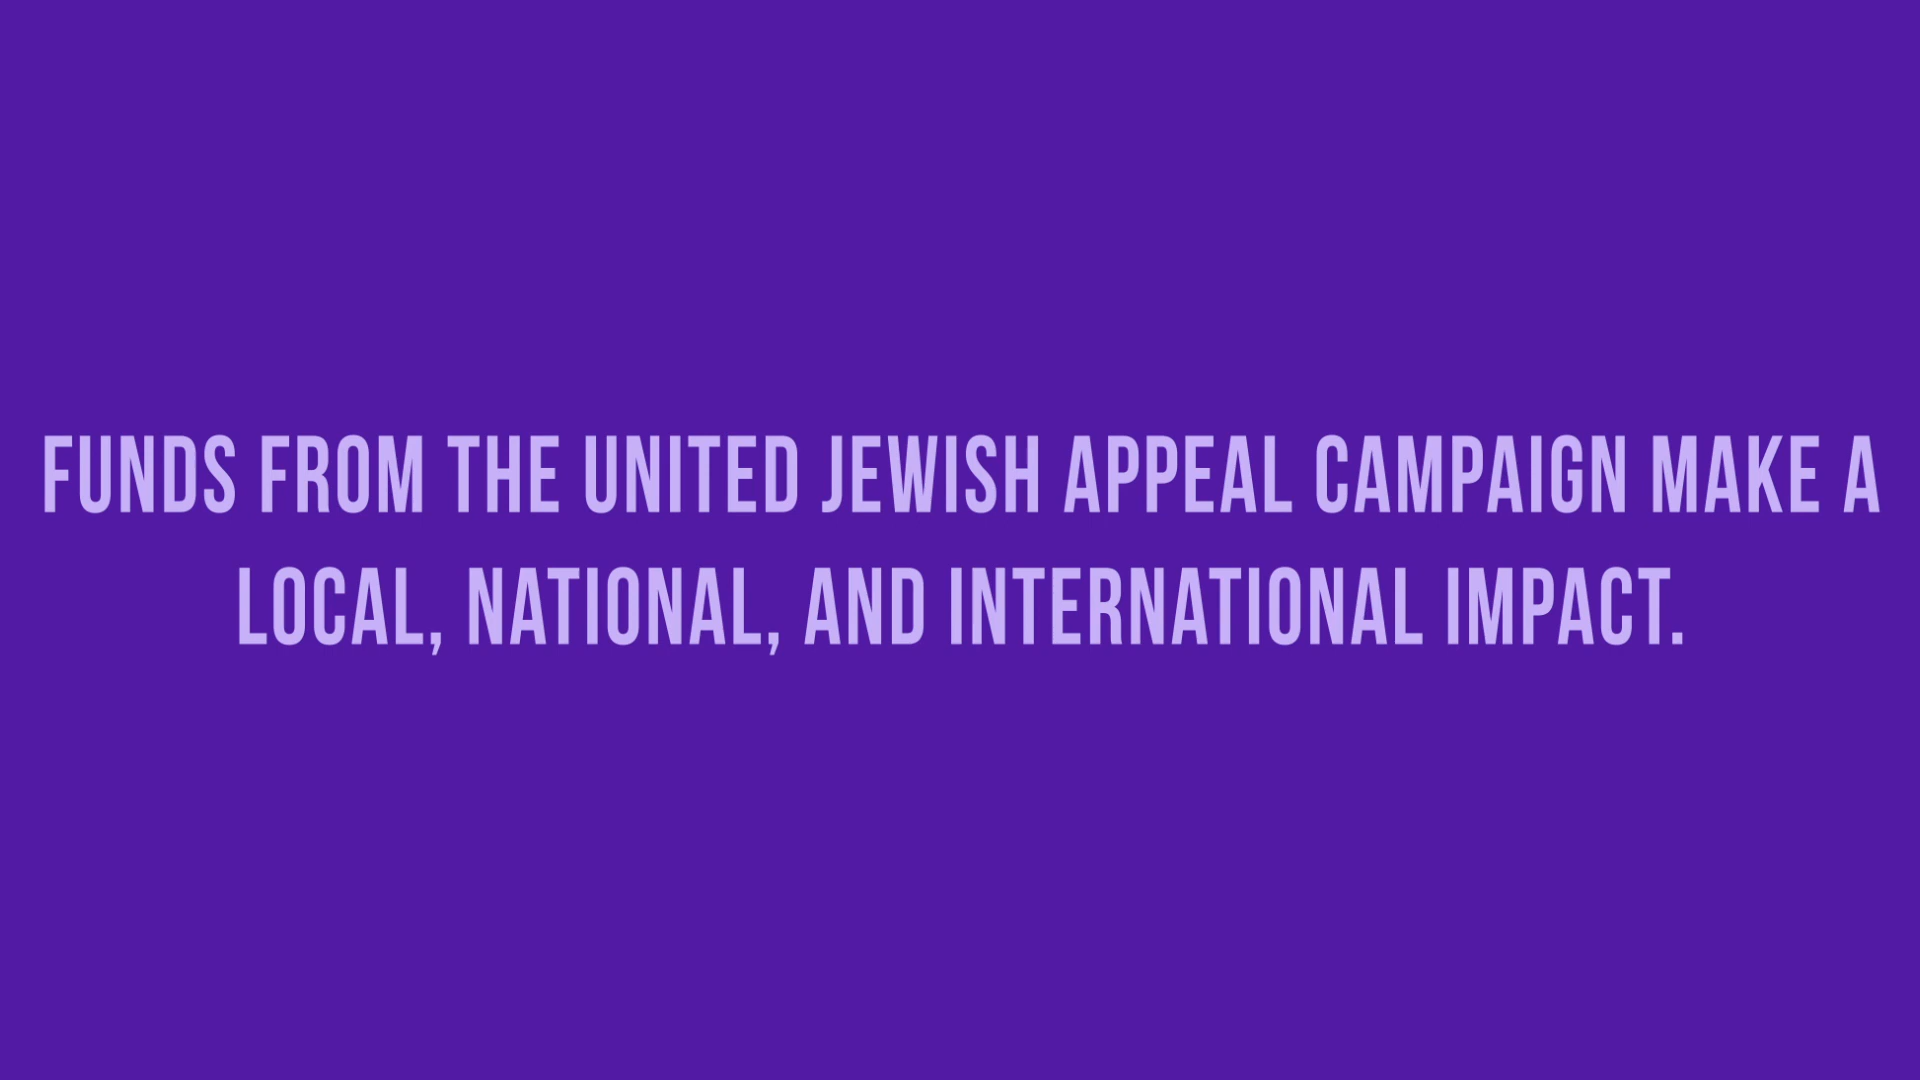 FUNDS FROM THE UNITED JEWISH APPEAL CAMPAIGN MAKE A
LOCAL, NATIONAL, AND INTERNATIONAL IMPACT.